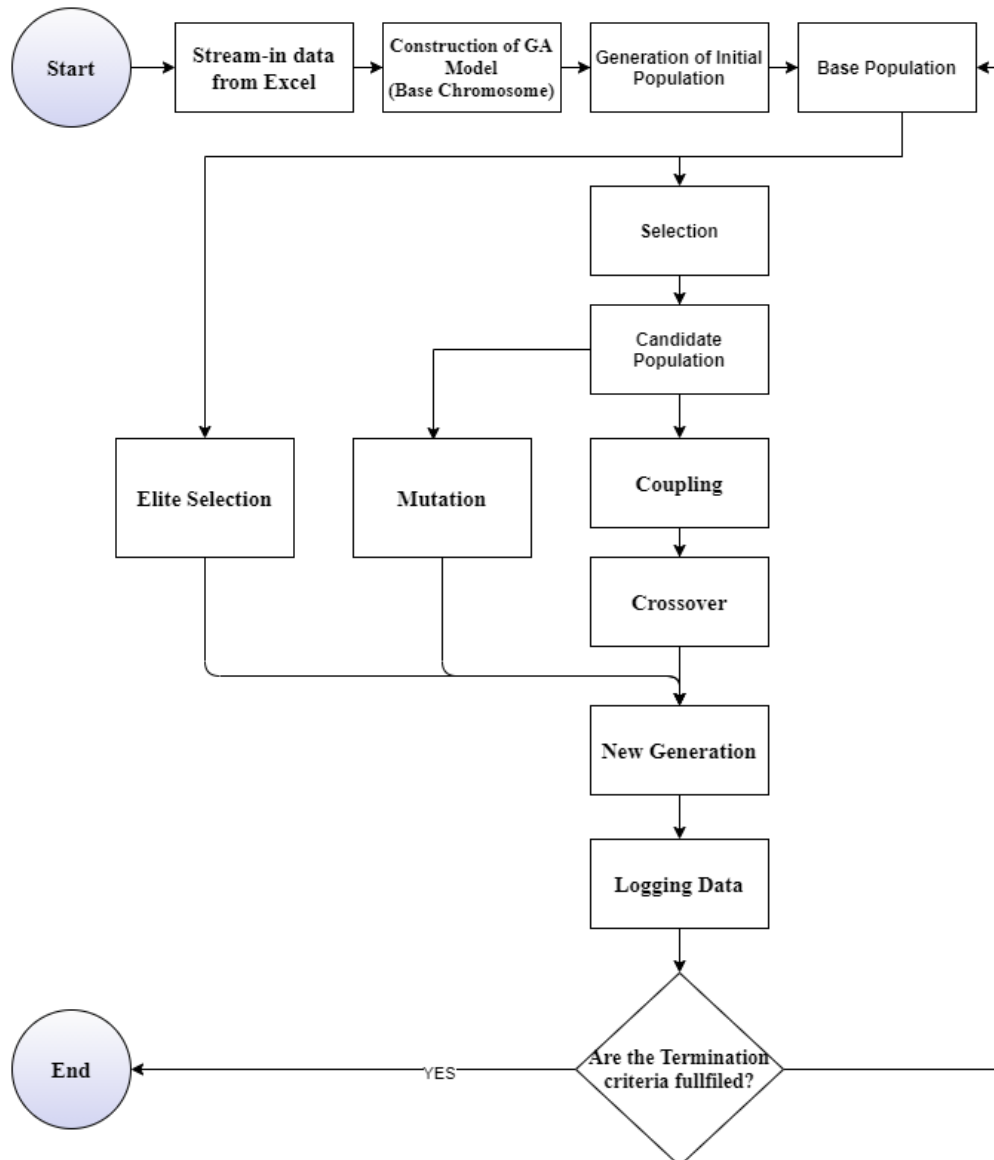 Start
Stream-in data
from Excel
Construction of GA
Model
(Base Chromosome)
Generation of Initial
Population
Base Population
Selection
Candidate
Population
Elite Selection
Mutation
Coupling
Crossover
New Generation
Logging Data
Are the Termination
criteria fullfiled?
YES
End